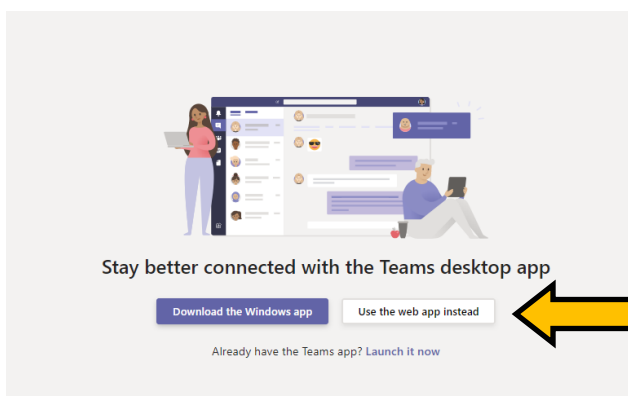 Stay better connected with the Teams desktop app
Download the Windows app
Use the web app instead
Already have the Teams app? Launch it now